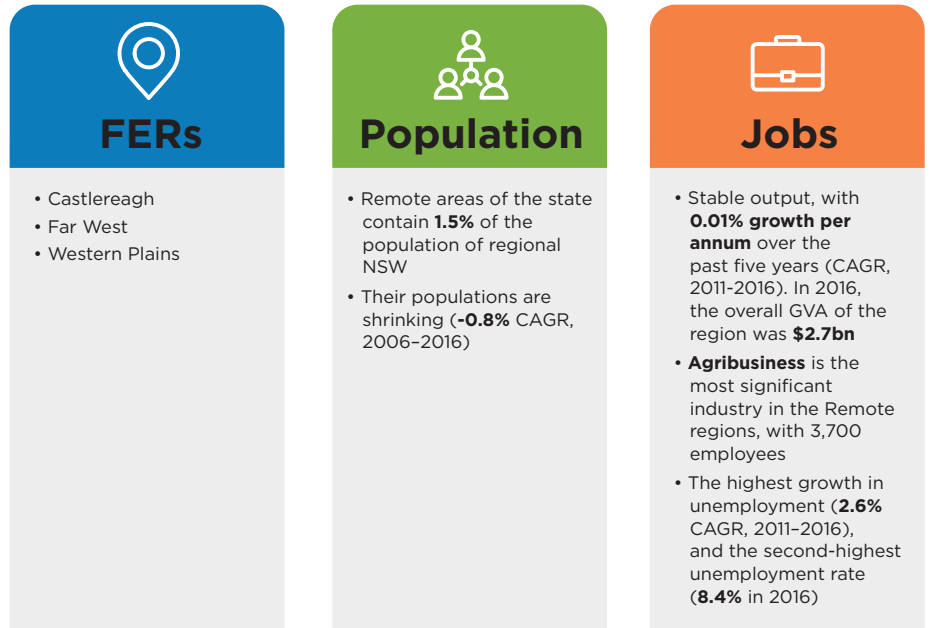 FERs
• Castlereagh
• Far West
• Western Plains
Population
• Remote areas of the state
contain 1.5% of the
population of regional
NSW
• Their populations are
shrinking (-0.8% CAGR,
2006–2016)
Jobs
• Stable output, with
0.01% growth per
annum over the
past five years (CAGR,
2011-2016). In 2016,
the overall GVA of the
region was $2.7bn
• Agribusiness is the
most significant
industry in the Remote
regions, with 3,700
employees
• The highest growth in
unemployment (2.6%
CAGR, 2011–2016),
and the second-highest
unemployment rate
(8.4% in 2016)